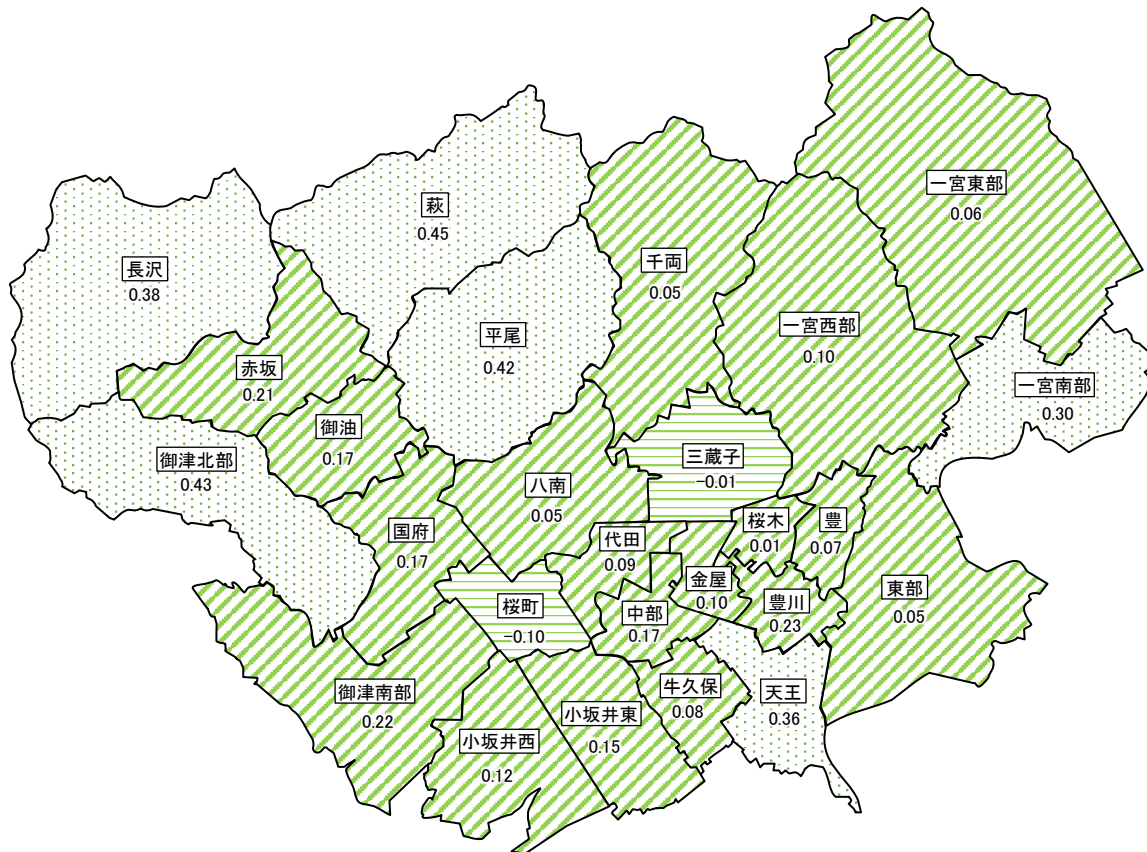 一宮東部
0.06
萩
0.45
千両
0.05
長沢
0.38
一宮西部
0.10
平尾
0.42
赤坂
0.21
一宮南部
0.30
御油
0.17
御津北部
0.43
三蔵子
-0.01
八南
0.05
桜木
0.01
豊
0.07
国府
0.17
代田
0.09
金屋
0.10
東部
0.05
桜町
-0.10
中部
0.17
豊川
0.23
御津南部
0.22
牛久保
0.08
天王
0.36
小坂井東
0.15
小坂井西
0.12